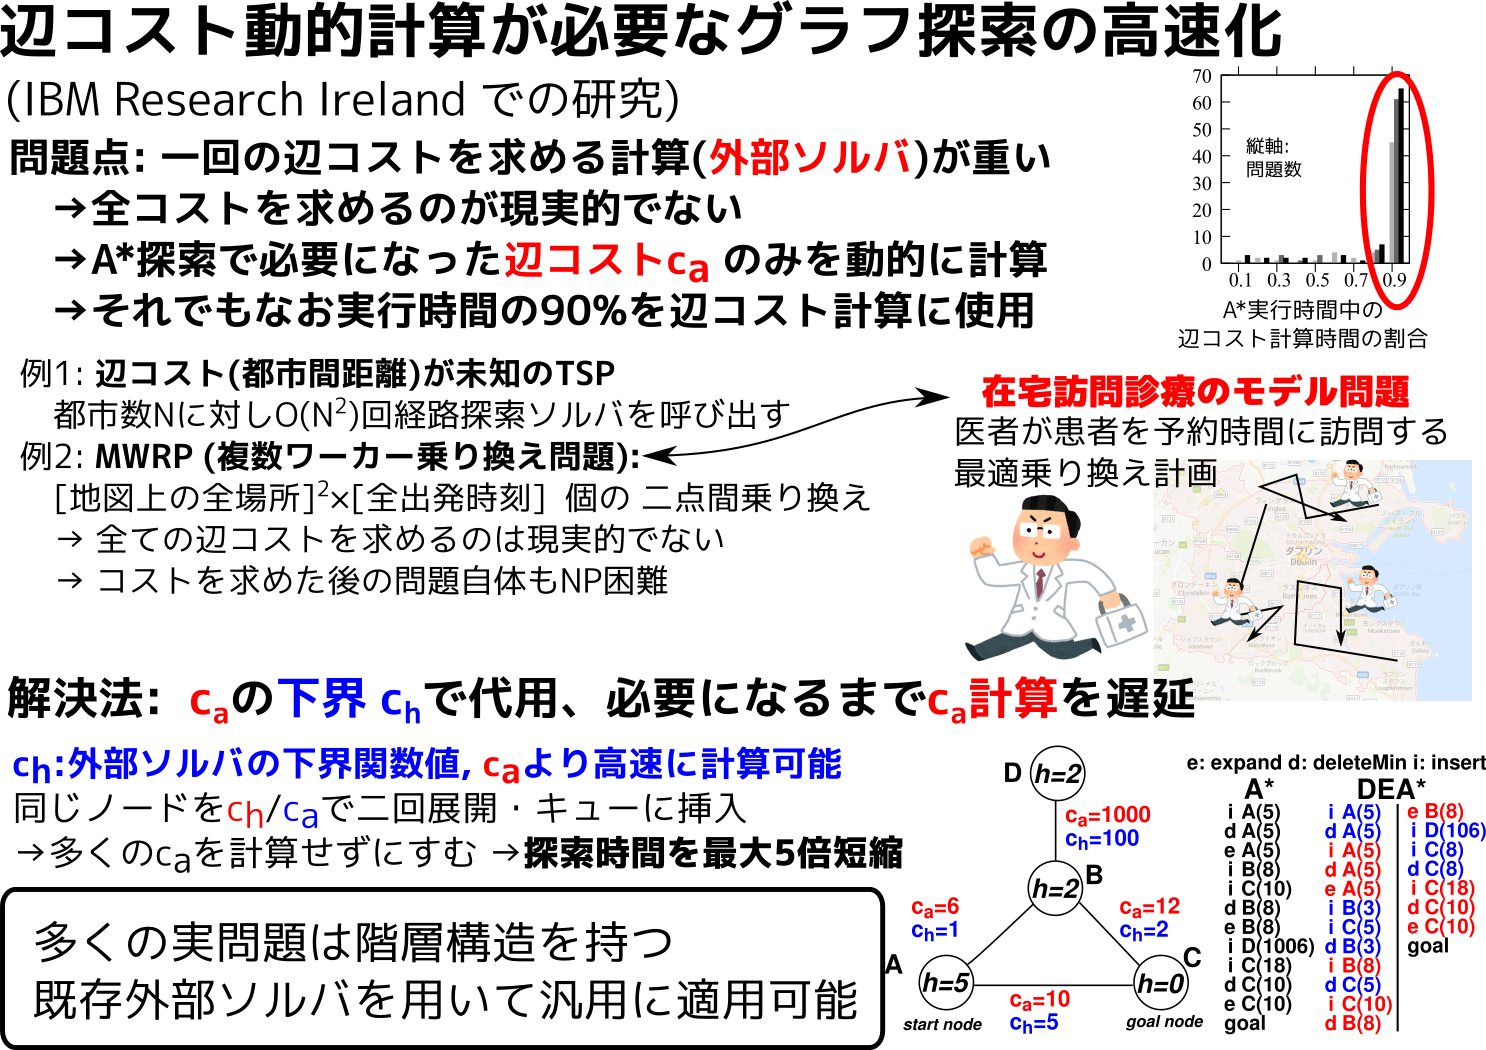 辺コスト動的計算が必要なグラフ探索の高速化
(IBM Research Ireland での研究)
問題点: 一回の辺コストを求める計算(外部ソルバ)が重い
→全コストを求めるのが現実的でない
→A*探索で必要になった辺コストca のみを動的に計算
→それでもなお実行時間の90%を辺コスト計算に使用
70
60
50
40
30
20
10
0
縦軸:
問題数
0.1 0.3 0.5 0.7 0.9
A*実行時間中の
辺コスト計算時間の割合
例1: 辺コスト(都市間距離)が未知のTSP
都市数Nに対しO(N2)回経路探索ソルバを呼び出す
例2: MWRP (複数ワーカー乗り換え問題):
[地図上の全場所]2×[全出発時刻] 個の 二点間乗り換え
→ 全ての辺コストを求めるのは現実的でない
→ コストを求めた後の問題自体もNP困難
在宅訪問診療のモデル問題
医者が患者を予約時間に訪問する
最適乗り換え計画
ダブリン
Dublin
解決法: caの下界 chで代用、必要になるまでca計算を遅延
ch:外部ソルバの下界関数値, caより高速に計算可能
同じノードをch/caで二回展開・キューに挿入
→多くのcaを計算せずにすむ →探索時間を最大5倍短縮
多くの実問題は階層構造を持つ
既存外部ソルバを用いて汎用に適用可能
D h=2
ca=1000
ch=100
h=2 B
ca=6
ch=1
ca=12
ch=2
A h=5
C h=0
ca=10
ch=5
start node
goal node
e: expand d: deleteMin i: insert
A*
i A(5)
d A(5)
e A(5)
i B(8)
i C(10)
d B(8)
e B(8)
i D(1006)
i C(18)
d C(10)
e C(10)
goal
DEA*
i A(5)
d A(5)
i A(5)
d A(5)
e A(5)
i B(3)
i C(5)
d B(3)
i B(8)
d C(5)
i C(10)
d B(8)
e B(8)
i D(106)
i C(8)
d C(8)
i C(18)
d C(10)
e C(10)
goal